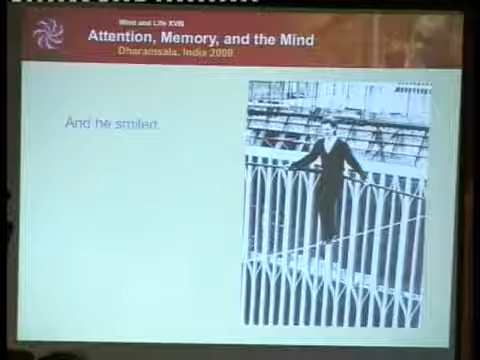 Mind and Life XVIII
Attention, Memory, and the Mind
Dharamsala, India 2009
And he smiled.